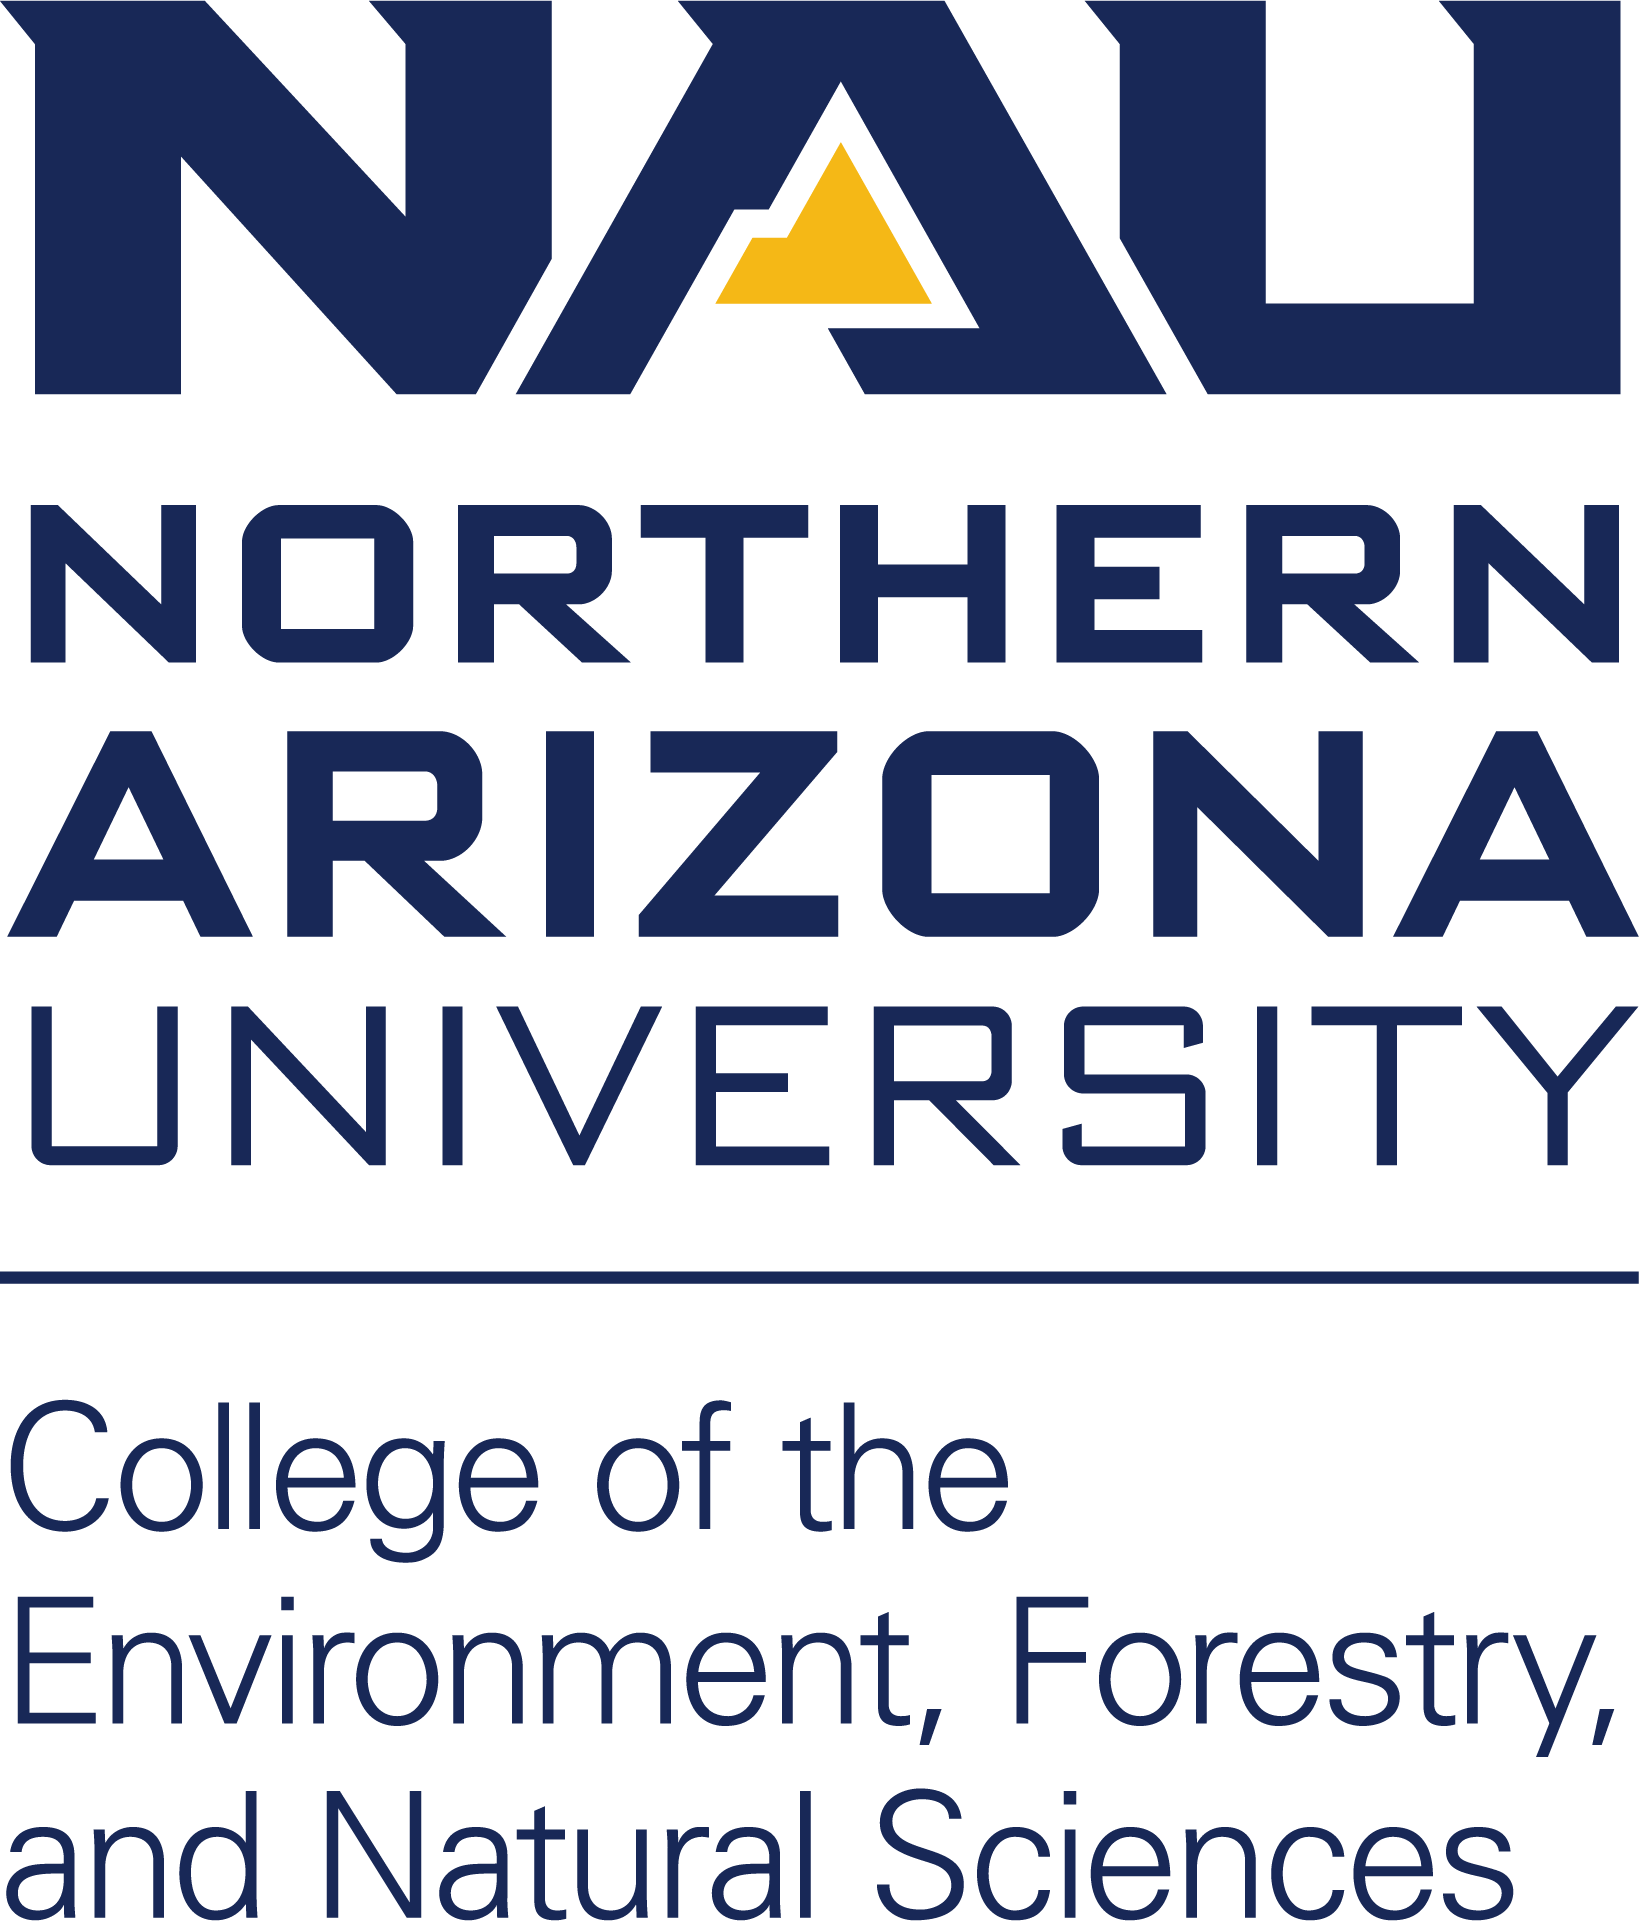 NAU
NORTHERN
ARIZONA
UNIVERSITY
College of the
Environment, Forestry,
and Natural Sciences